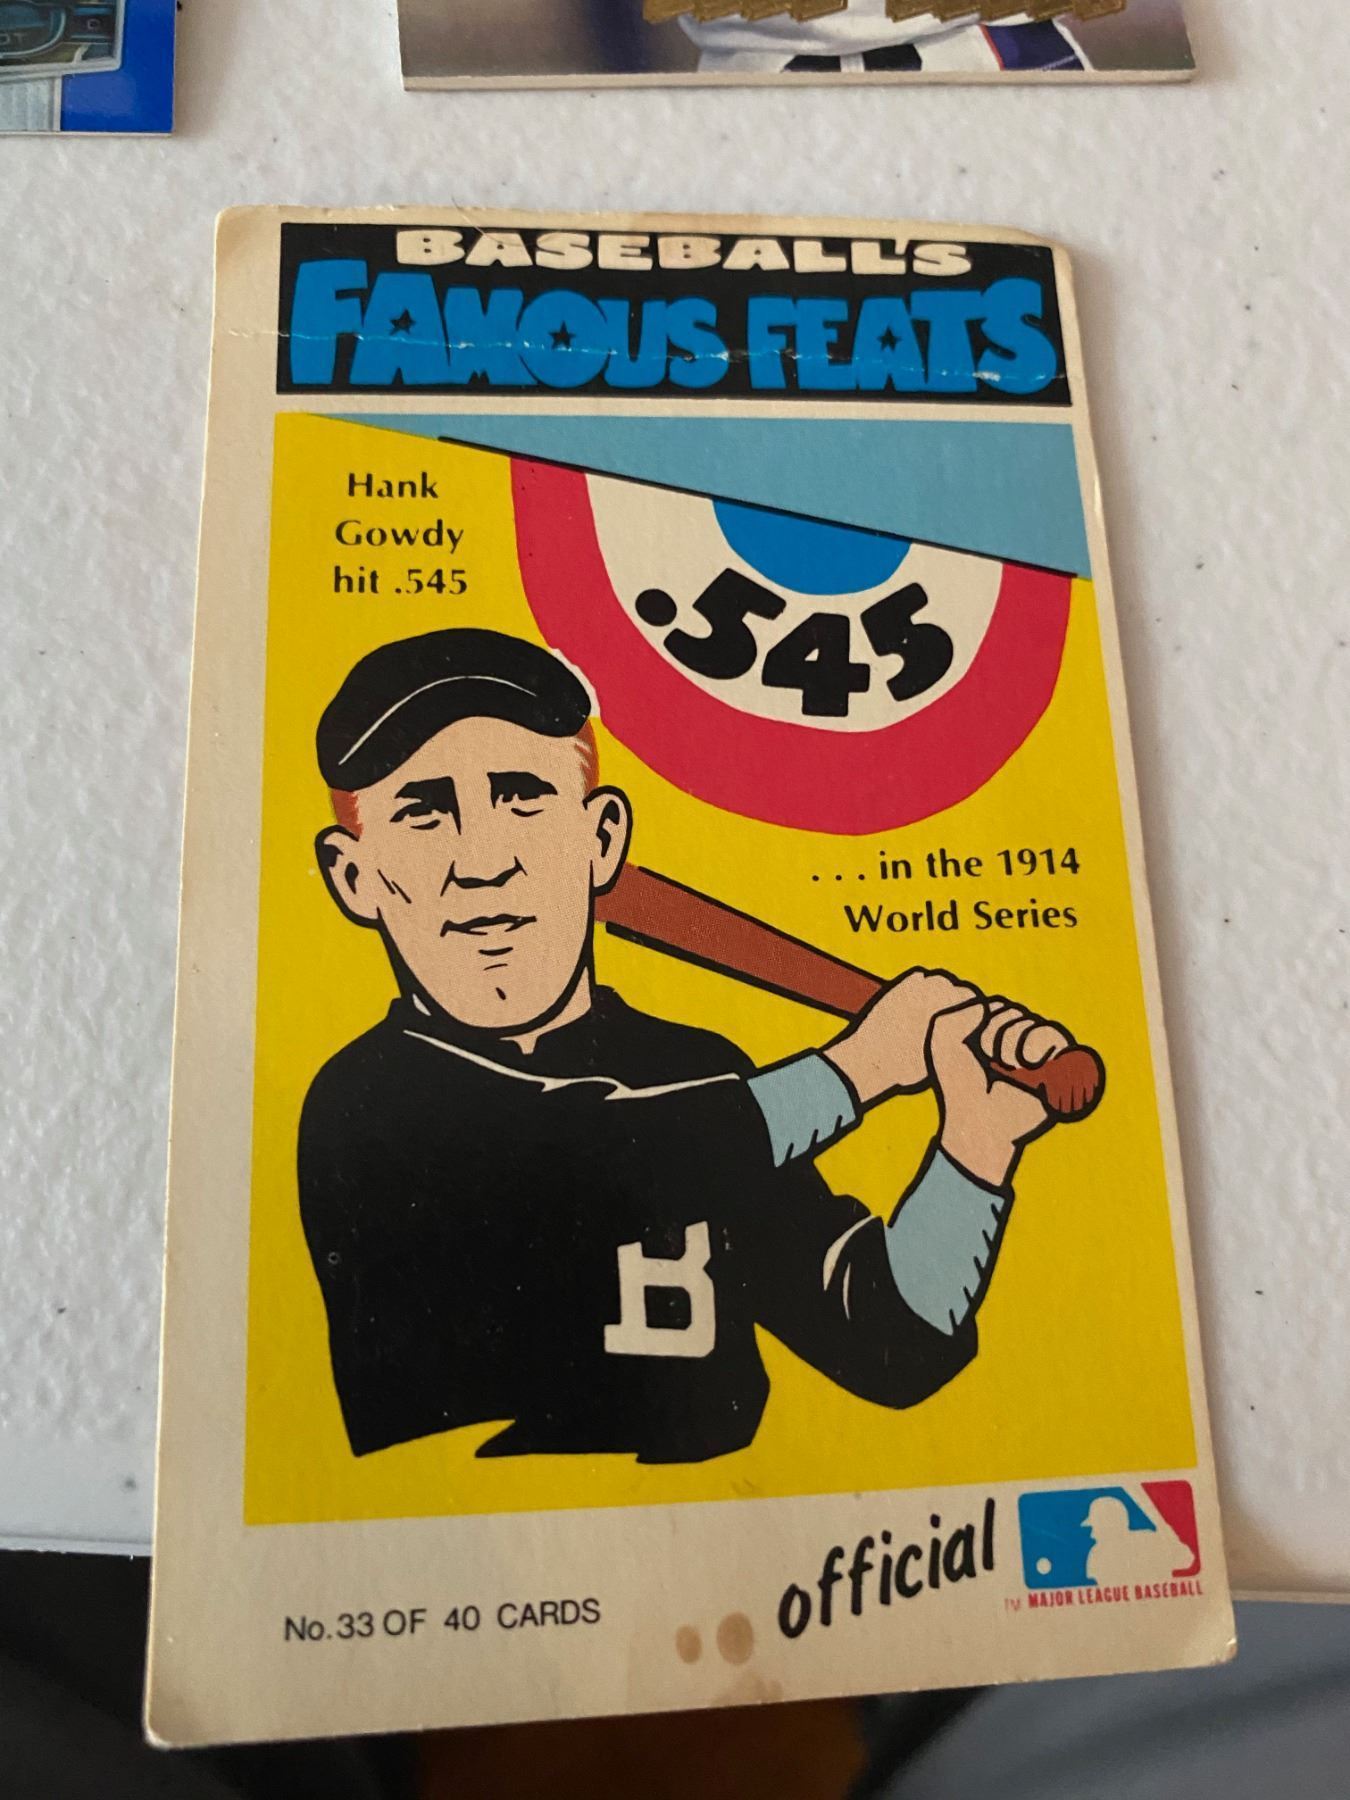 BASEBALL'S
FAMOUS FEATS
Hank
Gowdy
hit .545
.545
. . . in the 1914
World Series
B
official
TM MAJOR LEAGUE BASEBALL
No. 33 OF 40 CARDS